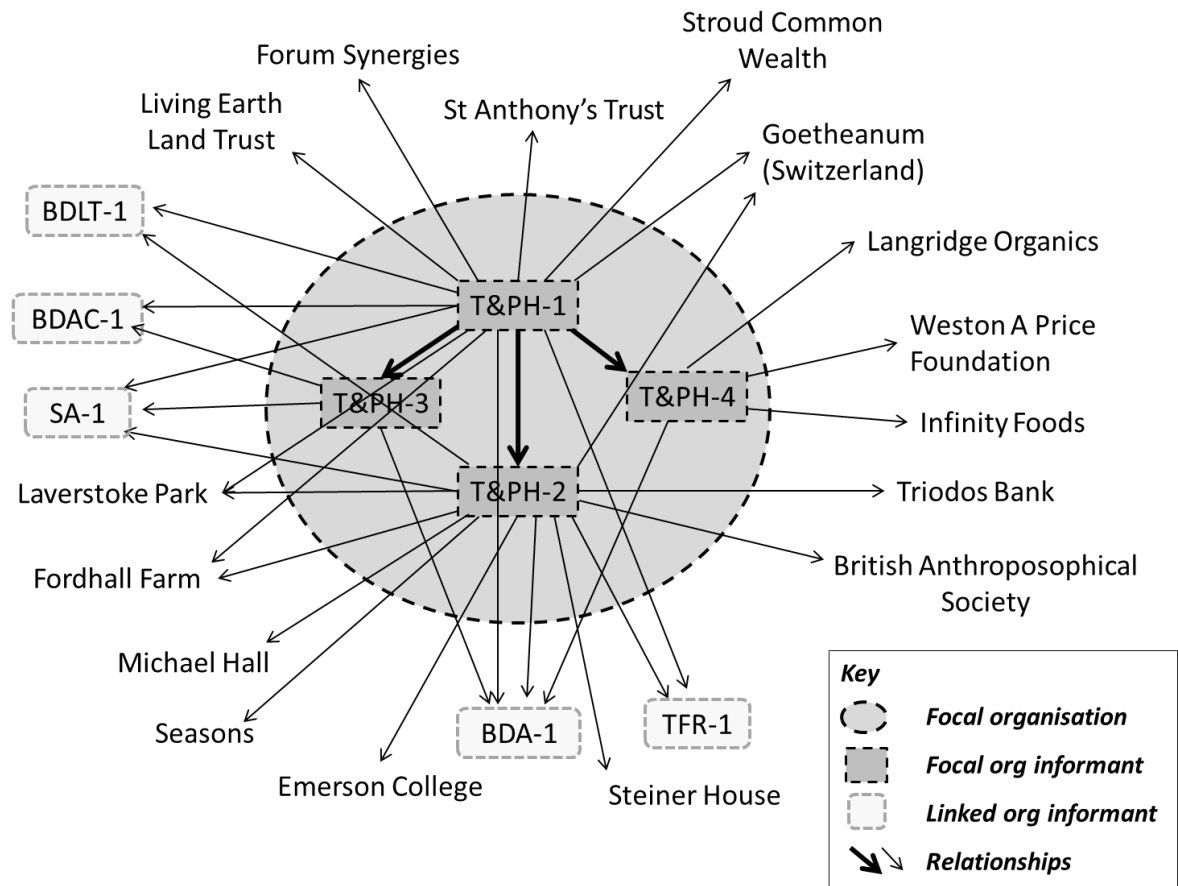 Stroud Common
Wealth
Forum Synergies
Living Earth
Land Trust
St Anthony's Trust
Goetheanum
(Switzerland)
BDLT-1
Langridge Organics
T&PH-1
BDAC-1
Weston A Price
Foundation
T&PH-3
T&PH-4
SA-1
Infinity Foods
Laverstoke Park
T&PH-2
Triodos Bank
Fordhall Farm
British Anthroposophical
Society
Michael Hall
Seasons
BDA-1
TFR-1
Emerson College
Steiner House
Key
Focal organisation
Focal org informant
Linked org informant
Relationships